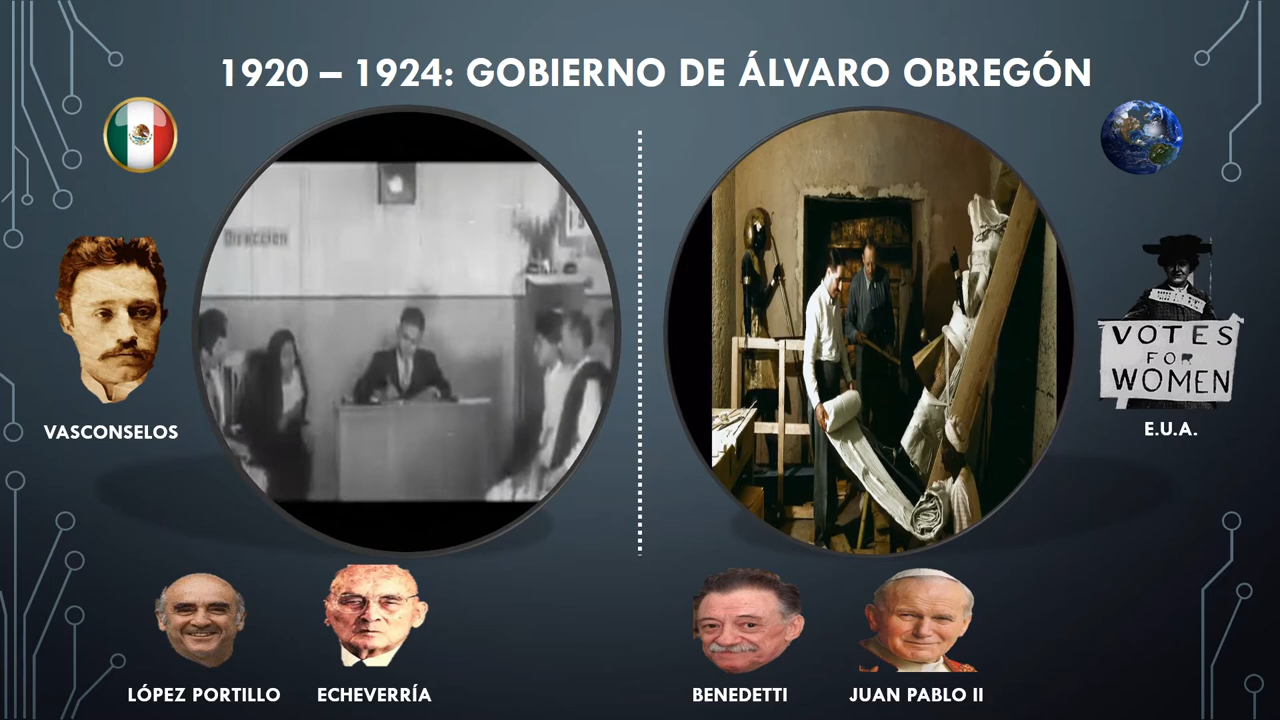 1920 – 1924: GOBIERNO DE ÁLVARO OBREGÓN
Dirección
VOTES
FOR
WOMEN
VASCONSELOS
E.U.A.
LÓPEZ PORTILLO
ECHEVERRÍA
BENEDETTI
JUAN PABLO II